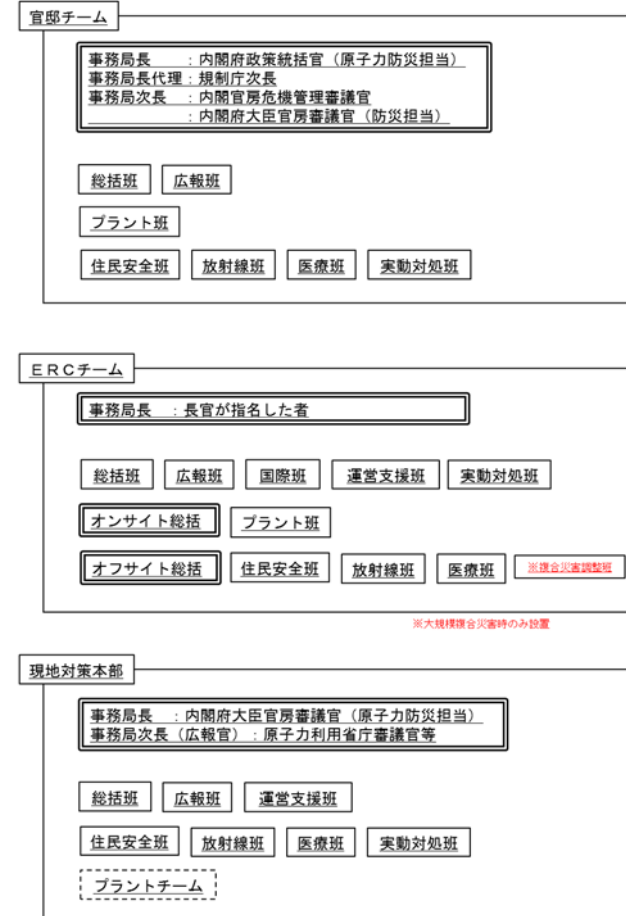 官邸チーム
事務局長　　：内閣府政策統括官（原子力防災担当）
事務局長代理：規制庁次長
事務局次長　：内閣官房危機管理審議官
：内閣府大臣官房審議官（防災担当）
総括班　広報班
プラント班
住民安全班　放射線班　医療班　実動対処班
ＥＲＣチーム
事務局長　：長官が指名した者
総括班　広報班　国際班　運営支援班　実動対処班
オンサイト総括　プラント班
オフサイト総括　住民安全班　放射線班　医療班　※複合災害調整班
※大規模複合災害時のみ設置
現地対策本部
事務局長　：内閣府大臣官房審議官（原子力防災担当）
事務局次長（広報官）：原子力利用省庁審議官等
総括班　広報班　運営支援班
住民安全班　放射線班　医療班　実動対処班
プラントチーム